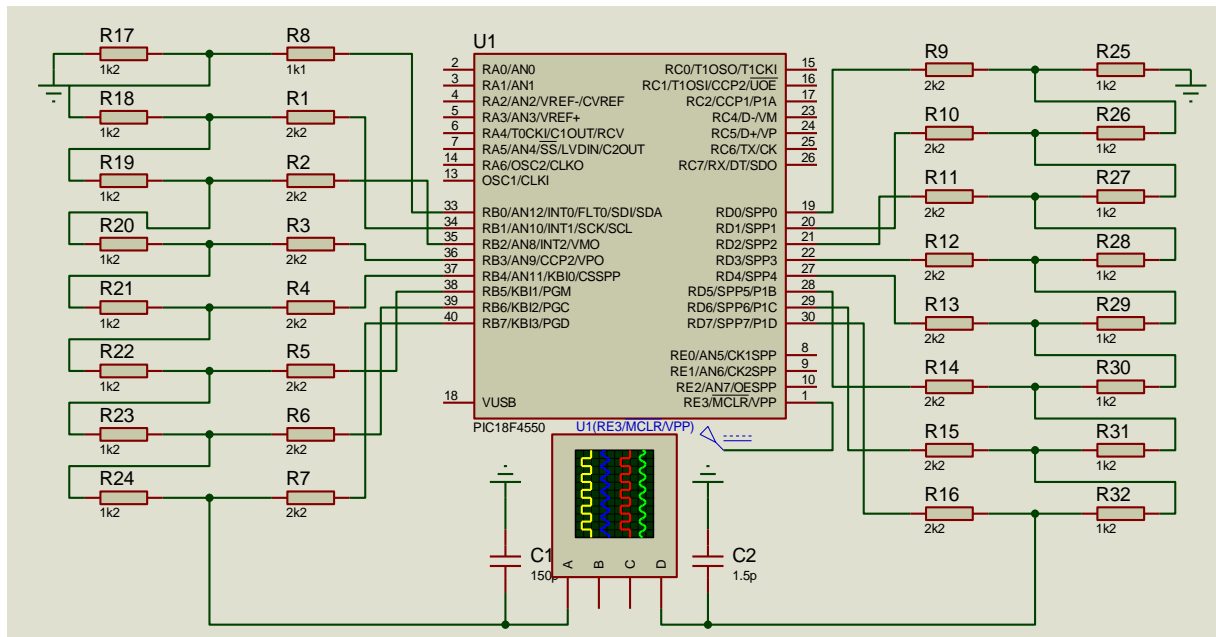 R17
1k2
R8
1k1
R18
1k2
R1
2k2
R19
1k2
R2
2k2
R20
1k2
R3
2k2
R21
1k2
R4
2k2
R22
1k2
R5
2k2
R23
1k2
R6
2k2
R24
1k2
R7
2k2
U1
2 RA0/AN0
3 RA1/AN1
4 RA2/AN2/VREF-/CVREF
5 RA3/AN3/VREF+
6 RA4/T0CKI/C1OUT/RCV
7 RA5/AN4/SS/LVDIN/C2OUT
14 RA6/OSC2/CLKO
13 OSC1/CLKI
33 RB0/AN12/INT0/FLT0/SDI/SDA
34 RB1/AN10/INT1/SCK/SCL
35 RB2/AN8/INT2/VMO
36 RB3/AN9/CCP2/VPO
37 RB4/AN11/KBI0/CSSPP
38 RB5/KBI1/PGM
39 RB6/KBI2/PGC
40 RB7/KBI3/PGD
18 VUSB
RC0/T1OSO/T1CKI 15
RC1/T1OSI/CCP2/UOE 16
RC2/CCP1/P1A 17
RC4/D-/VM 23
RC5/D+/VP 24
RC6/TX/CK 25
RC7/RX/DT/SDO 26
RD0/SPP0 19
RD1/SPP1 20
RD2/SPP2 21
RD3/SPP3 22
RD4/SPP4 27
RD5/SPP5/P1B 28
RD6/SPP6/P1C 29
RD7/SPP7/P1D 30
RE0/AN5/CK1SPP 8
RE1/AN6/CK2SPP 9
RE2/AN7/OESPP 10
RE3/MCLR/VPP 1
PIC18F4550
U1(RE3/MCLR/VPP)
R9
2k2
R25
1k2
R10
2k2
R26
1k2
R11
2k2
R27
1k2
R12
2k2
R28
1k2
R13
2k2
R29
1k2
R14
2k2
R30
1k2
R15
2k2
R31
1k2
R16
2k2
R32
1k2
C1
150p
A
B
C
D
C2
1.5p